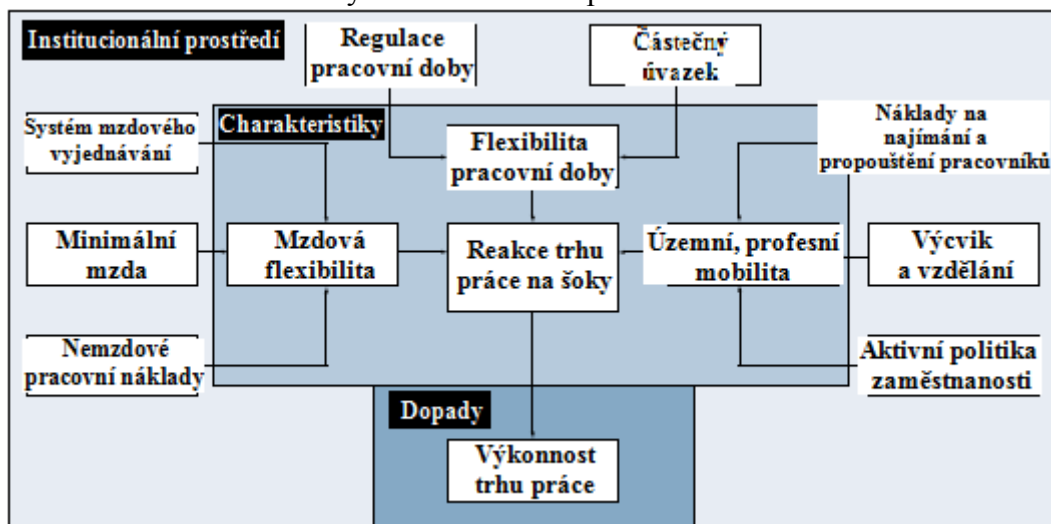 Institucionální prostředí
Regulace
pracovní doby
Částečný
úvazek
Systém mzdového
vyjednávání
Charakteristiky
Flexibilita
pracovní doby
Náklady na
najímání a
propouštění pracovníků
Minimální
mzda
Mzdová
flexibilita
Reakce trhu
práce na šoky
Územní, profesní
mobilita
Výcvik
a vzdělání
Nemzdové
pracovní náklady
Aktivní politika
zaměstnanosti
Dopady
Výkonnost
trhu práce